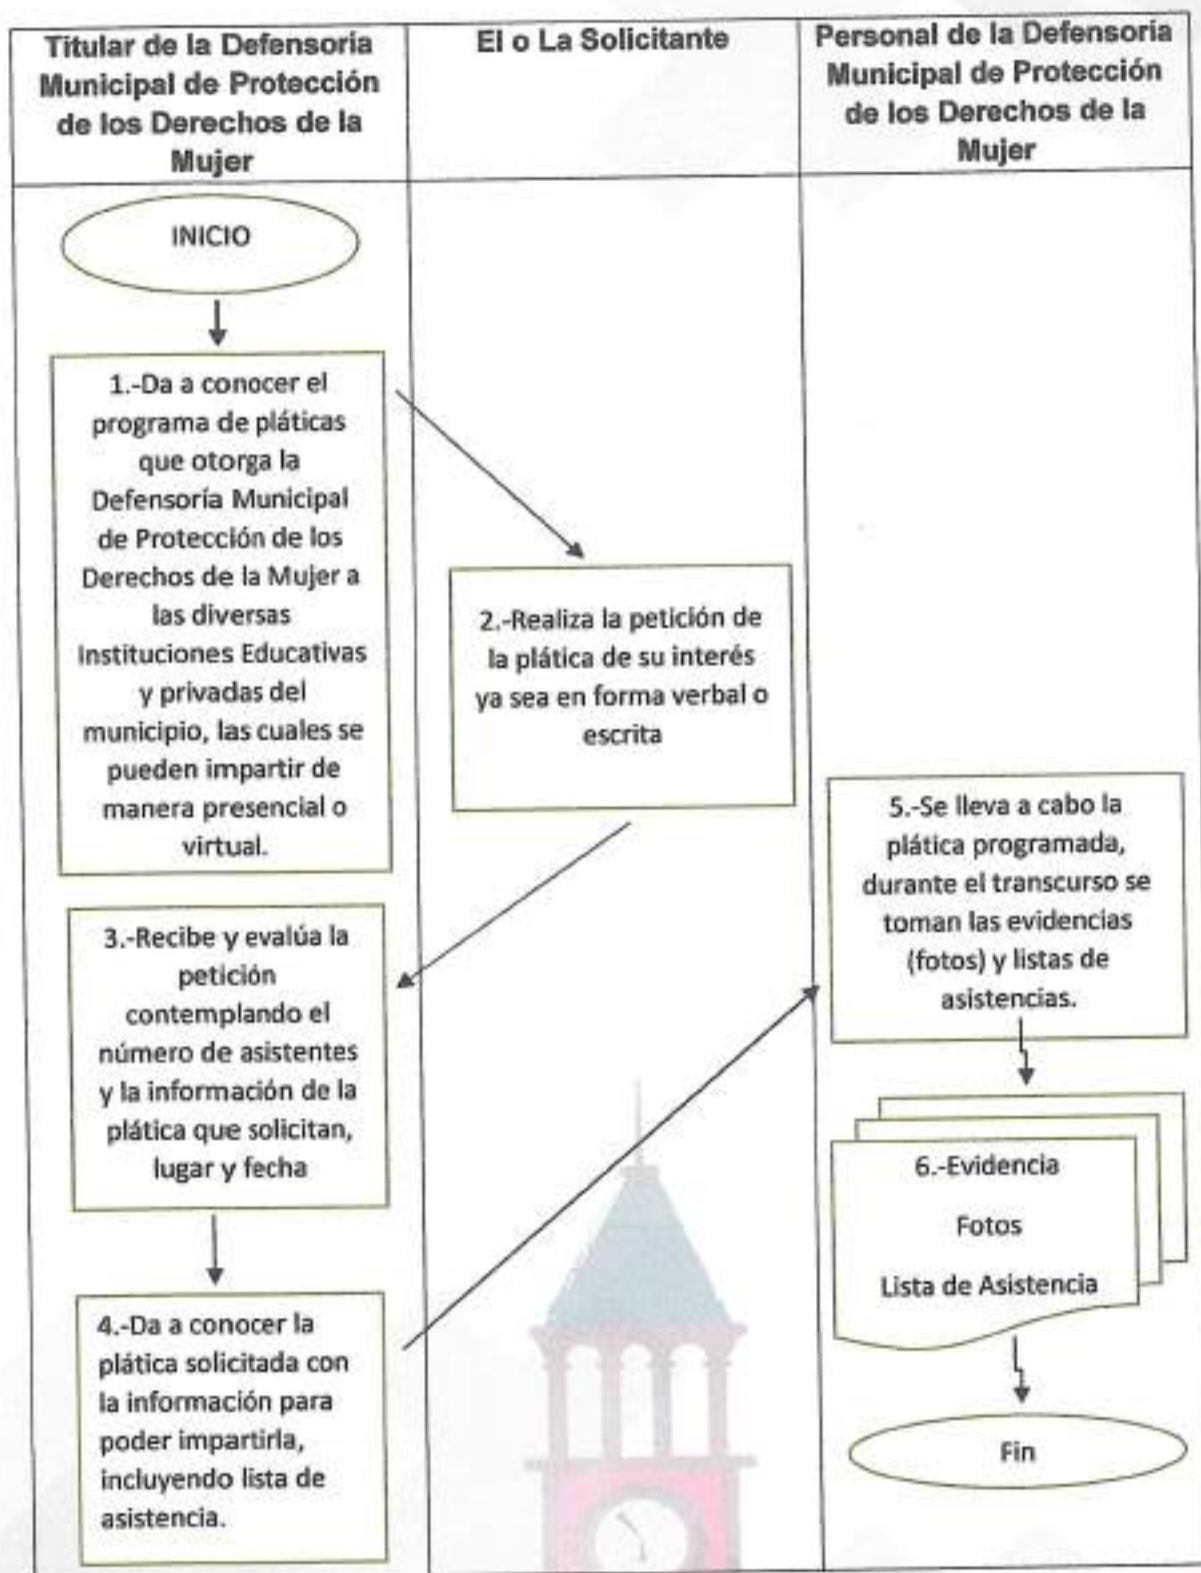 Titular de la Defensoría
Municipal de Protección
de los Derechos de la
Mujer
El o La Solicitante
Personal de la Defensoría
Municipal de Protección
de los Derechos de la
Mujer
INICIO
1.-Da a conocer el
programa de pláticas
que otorga la
Defensoría Municipal
de Protección de los
Derechos de la Mujer a
las diversas
Instituciones Educativas
y privadas del
municipio, las cuales se
pueden impartir de
manera presencial o
virtual.
2.-Realiza la petición de
la plática de su interés
ya sea en forma verbal o
escrita
3.-Recibe y evalúa la
petición
contemplando el
número de asistentes
y la información de la
plática que solicitan,
lugar y fecha
4.-Da a conocer la
plática solicitada con
la información para
poder impartirla,
incluyendo lista de
asistencia.
5.-Se lleva a cabo la
plática programada,
durante el transcurso se
toman las evidencias
(fotos) y listas de
asistencias.
6.-Evidencia
Fotos
Lista de Asistencia
Fin